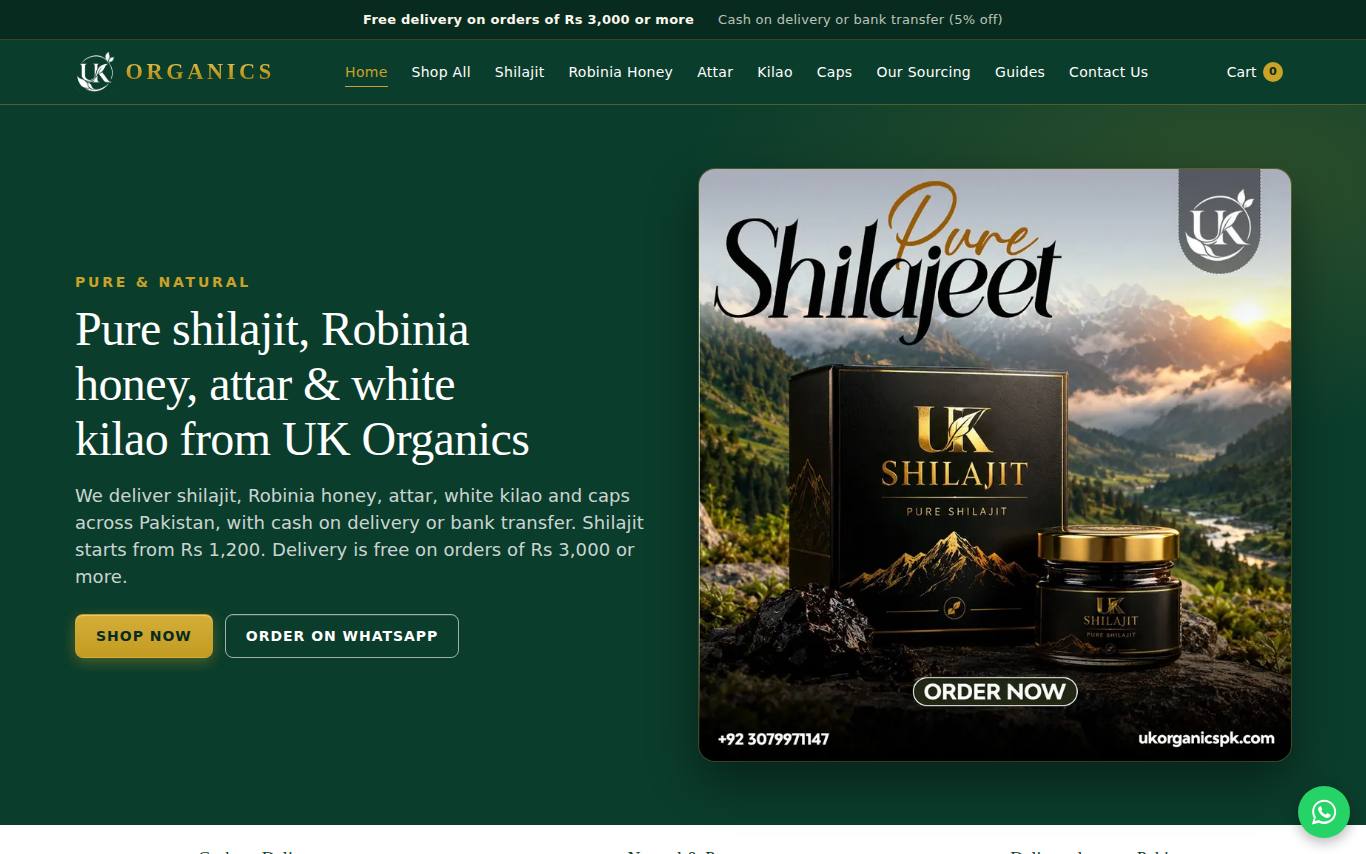 Free delivery on orders of Rs 3,000 or more Cash on delivery or bank transfer (5% off)
UK ORGANICS Home Shop All Shilajit Robinia Honey Attar Kilao Caps Our Sourcing Guides Contact Us Cart 0
PURE & NATURAL
Pure shilajit, Robinia
honey, attar & white
kilao from UK Organics
We deliver shilajit, Robinia honey, attar, white kilao and caps
across Pakistan, with cash on delivery or bank transfer. Shilajit
starts from Rs 1,200. Delivery is free on orders of Rs 3,000 or
more.
SHOP NOW ORDER ON WHATSAPP
Pure
Shilajeet
UK
UK
SHILAJIT
PURE SHILAJIT
UK
SHILAJIT
PURE SHILAJIT
ORDER NOW
+92 3079971147 ukorganicspk.com